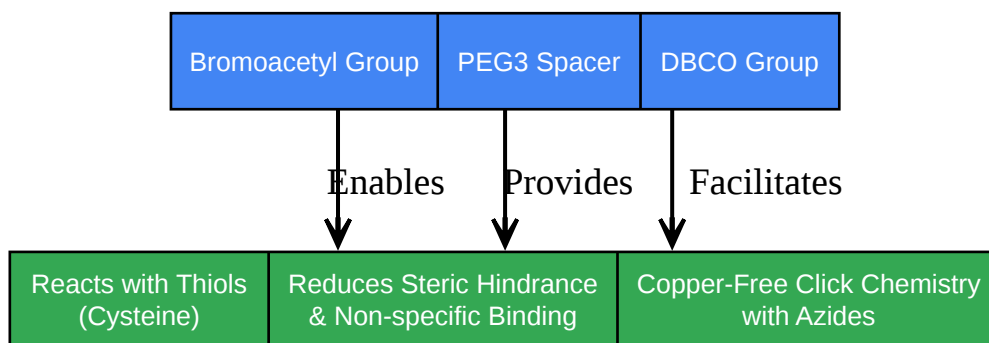 Bromoacetyl Group PEG3 Spacer DBCO Group
Enables Provides Facilitates
Reacts with Thiols
(Cysteine)
Reduces Steric Hindrance
& Non-specific Binding
Copper-Free Click Chemistry
with Azides